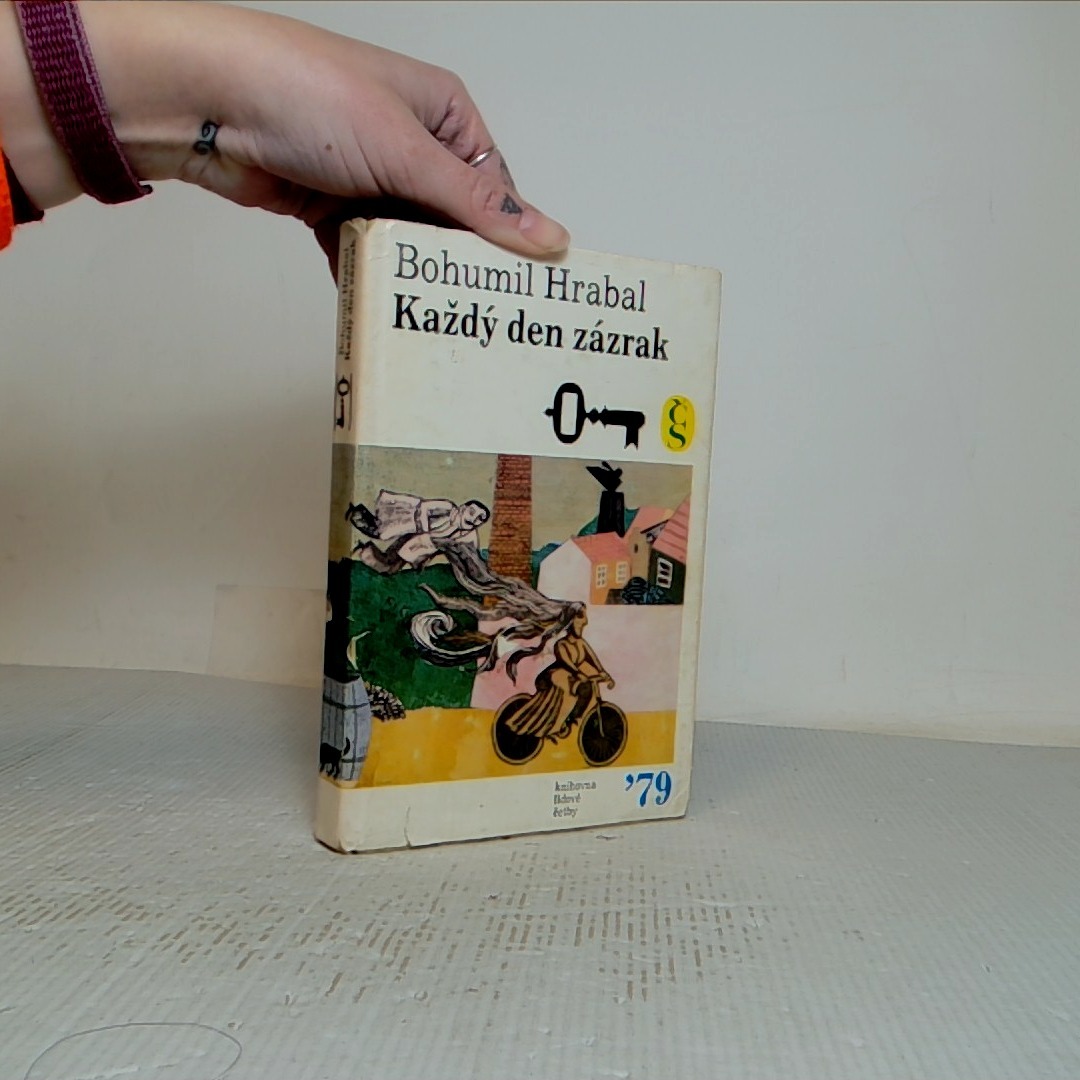 Bohumil Hrabal
Každý den zázrak
Bohumil Hrabal
Každý den zázrak
ČS
knihovna
lidové
četby
’79